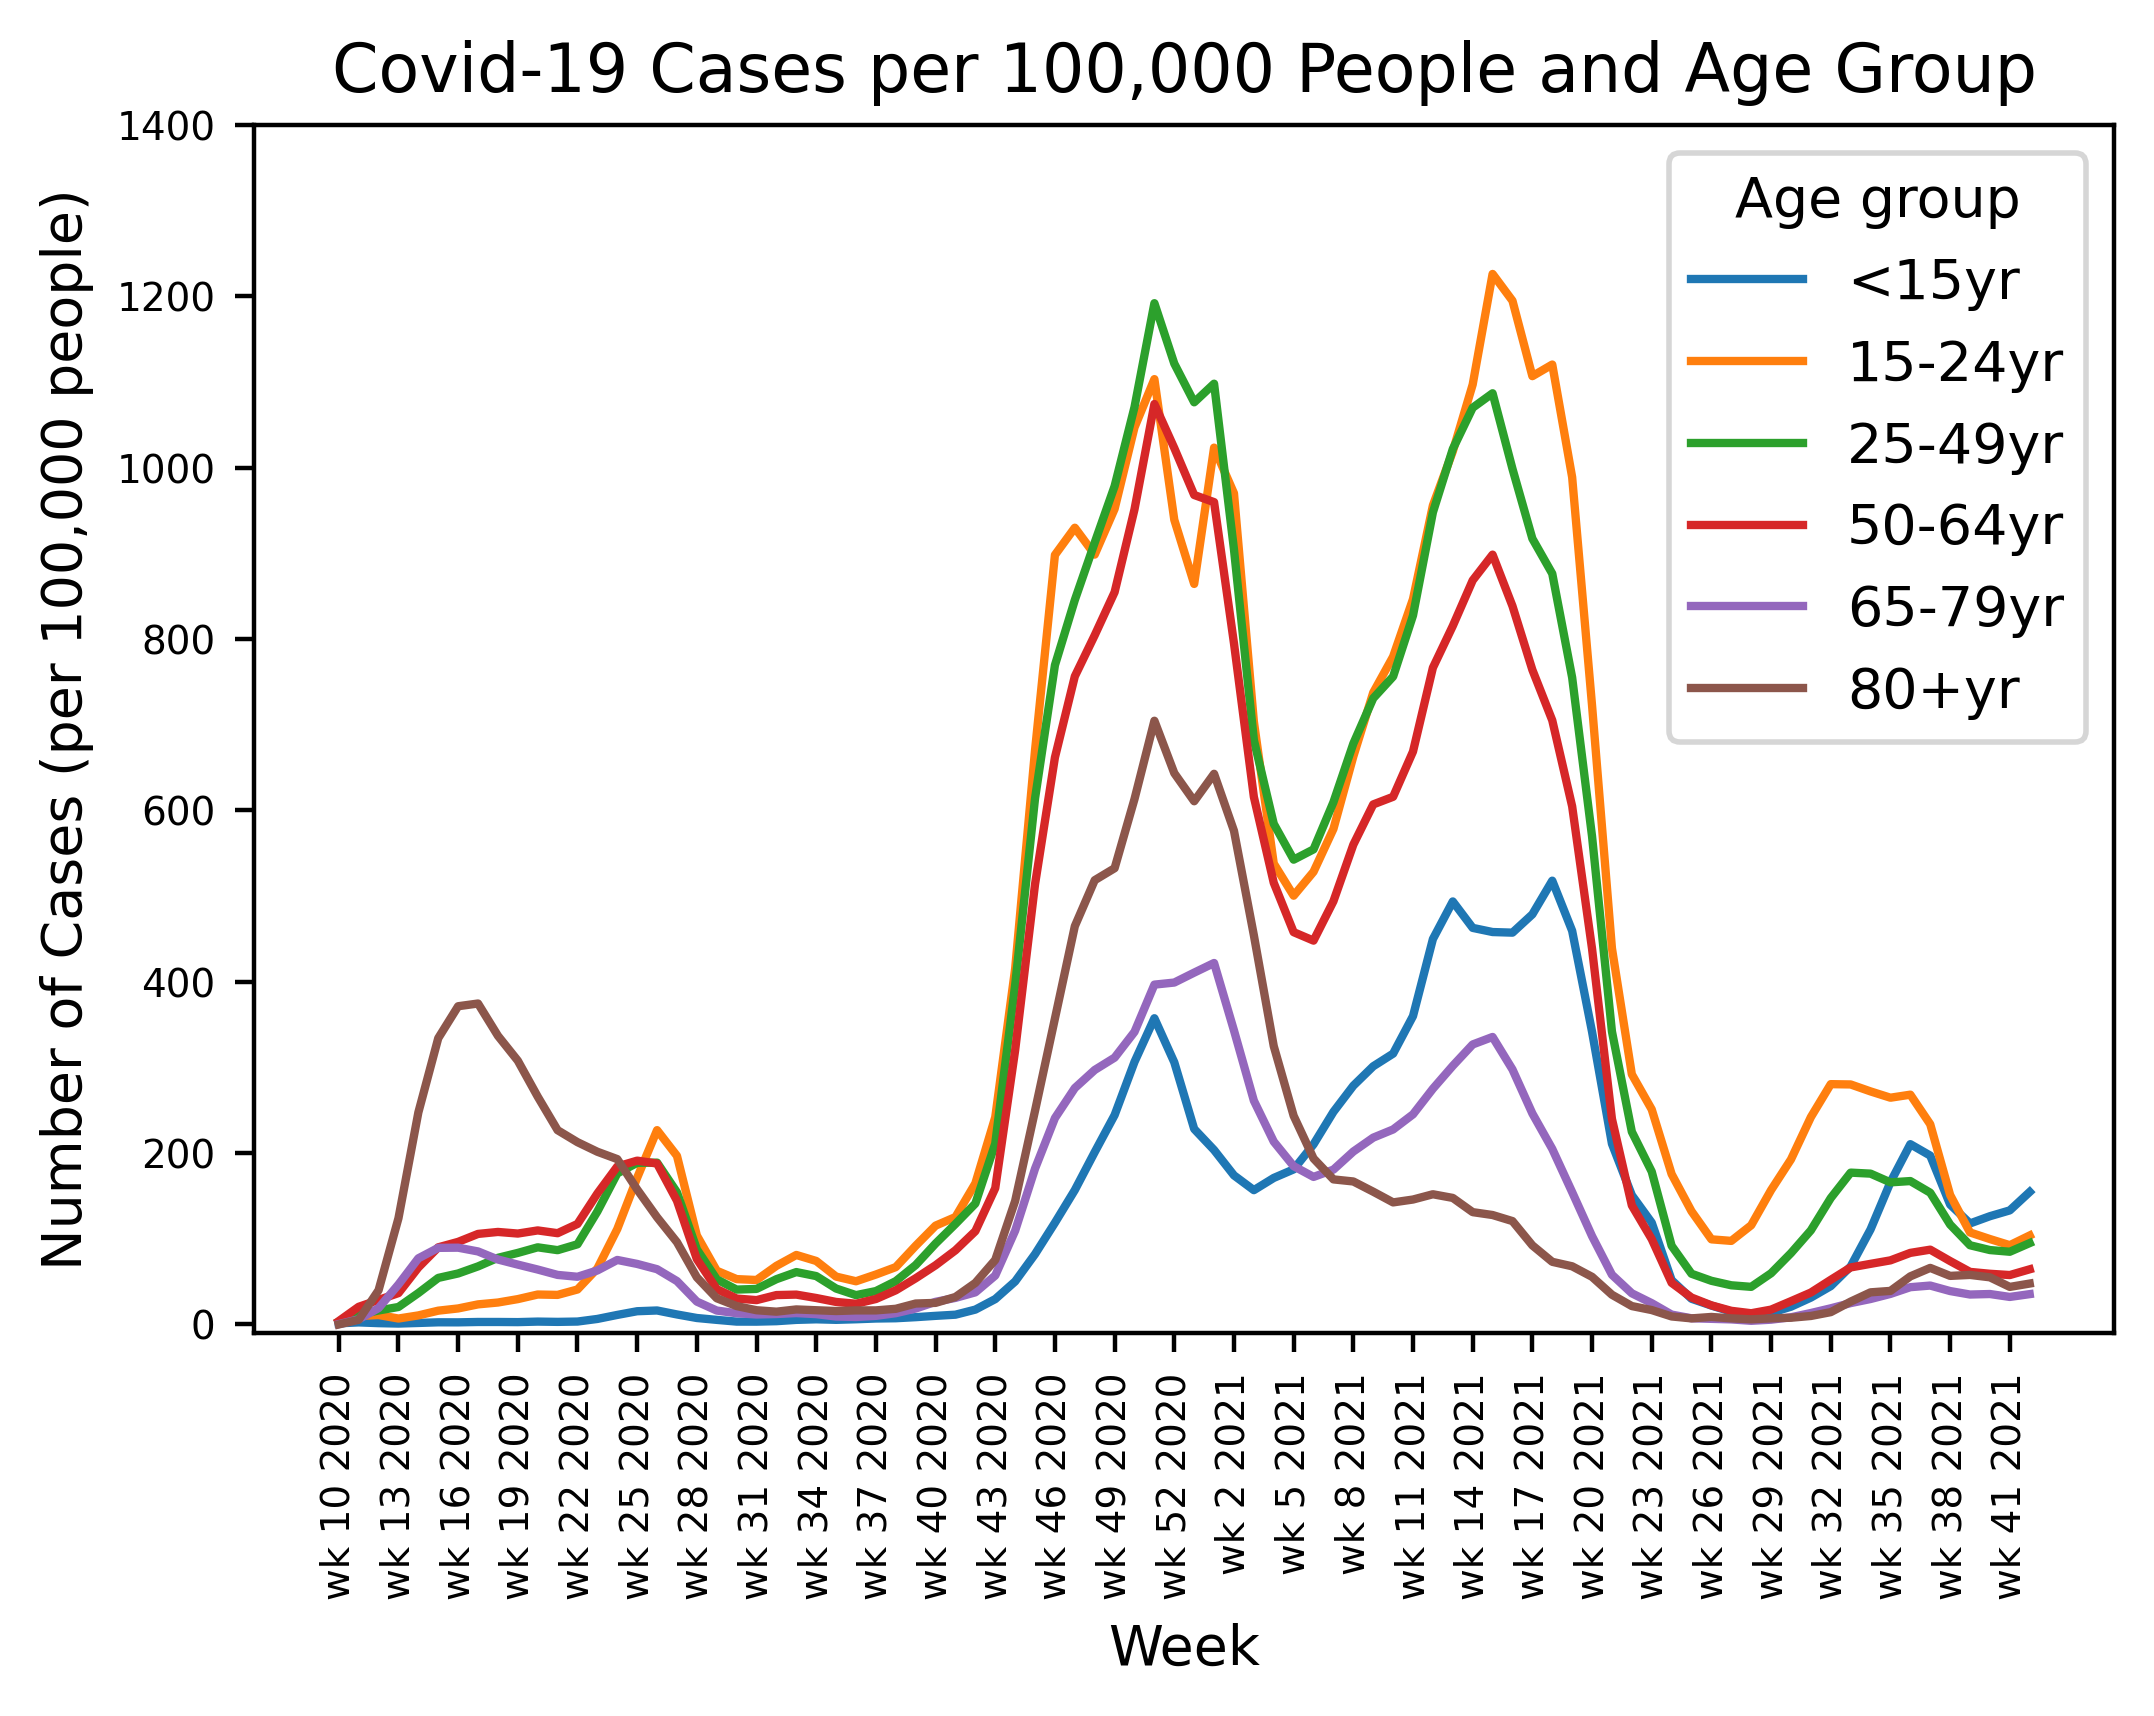 Covid-19 Cases per 100,000 People and Age Group
Number of Cases (per 100,000 people)
1400
1200
1000
800
600
400
200
0
Age group
<15yr
15-24yr
25-49yr
50-64yr
65-79yr
80+yr
wk 10 2020
wk 13 2020
wk 16 2020
wk 19 2020
wk 22 2020
wk 25 2020
wk 28 2020
wk 31 2020
wk 34 2020
wk 37 2020
wk 40 2020
wk 43 2020
wk 46 2020
wk 49 2020
wk 52 2020
wk 2 2021
wk 5 2021
wk 8 2021
wk 11 2021
wk 14 2021
wk 17 2021
wk 20 2021
wk 23 2021
wk 26 2021
wk 29 2021
wk 32 2021
wk 35 2021
wk 38 2021
wk 41 2021
Week